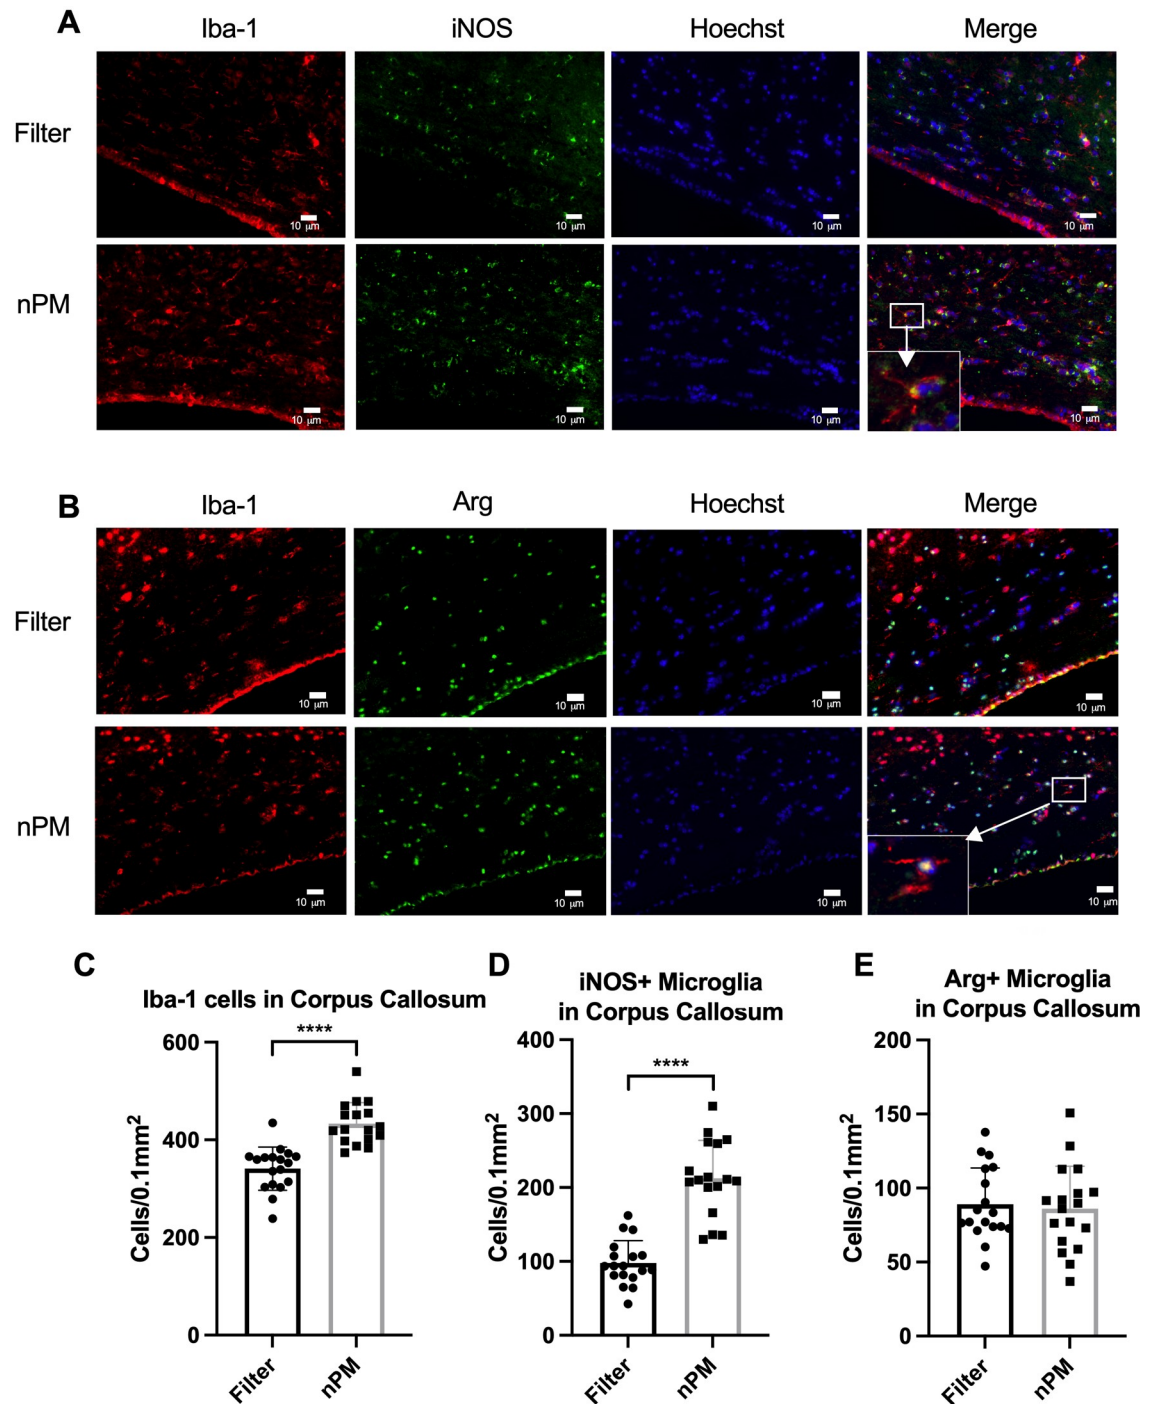 A
Iba-1 iNOS Hoechst Merge
Filter
10 μm 10 μm 10 μm 10 μm
nPM
10 μm 10 μm 10 μm 10 μm
B
Iba-1 Arg Hoechst Merge
Filter
10 μm 10 μm 10 μm 10 μm
nPM
10 μm 10 μm 10 μm 10 μm
C
Iba-1 cells in Corpus Callosum
****
600
400
200
0
Cells/0.1mm²
Filter nPM
D
iNOS+ Microglia
in Corpus Callosum
****
400
300
200
100
0
Cells/0.1mm²
Filter nPM
E
Arg+ Microglia
in Corpus Callosum
200
150
100
50
0
Cells/0.1mm²
Filter nPM